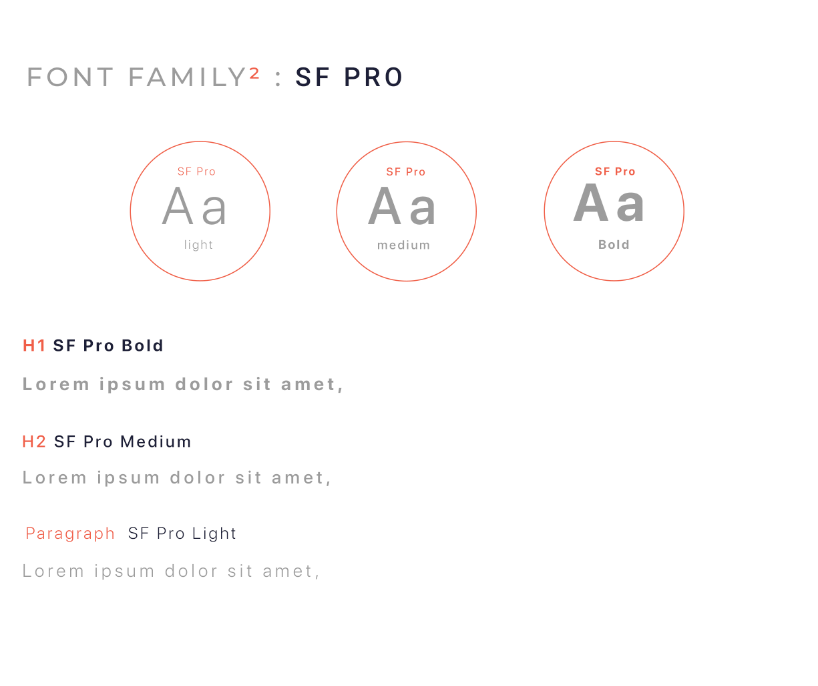 FONT FAMILY² : SF PRO
SF Pro
Aa
light
SF Pro
Aa
medium
SF Pro
Aa
Bold
H1 SF Pro Bold
Lorem ipsum dolor sit amet,
H2 SF Pro Medium
Lorem ipsum dolor sit amet,
Paragraph SF Pro Light
Lorem ipsum dolor sit amet,